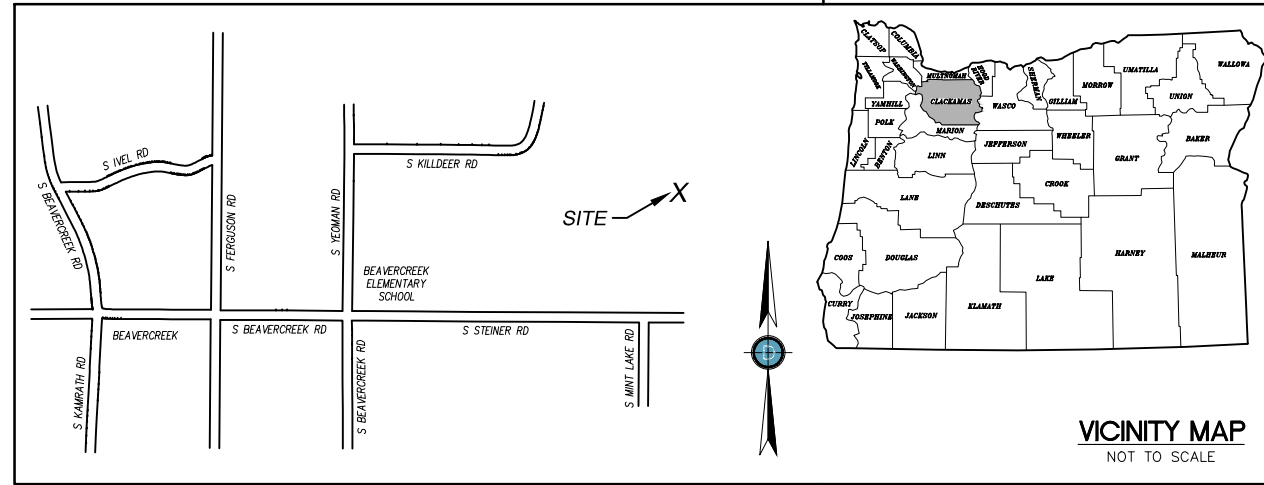 S IVEL RD
S BEAVERCREEK RD
S FERGUSON RD
S YEOMAN RD
S KILLDEER RD
SITE
X
BEAVERCREEK
ELEMENTARY
SCHOOL
BEAVERCREEK
S BEAVERCREEK RD
S STEINER RD
S KAMRATH RD
S BEAVERCREEK RD
S MINT LAKE RD
D
CLATSOP
COLUMBIA
TILLAMOOK
WASHINGTON
MULTNOMAH
HOOD
RIVER
SHERMAN
GILLIAM
MORROW
UMATILLA
UNION
WALLOWA
YAMHILL
CLACKAMAS
WASCO
POLK
MARION
LINCOLN
BENTON
LINN
JEFFERSON
WHEELER
GRANT
BAKER
CROOK
LANE
DESCHUTES
COOS
DOUGLAS
HARNEY
MALHEUR
LAKE
KLAMATH
CURRY
JOSEPHINE
JACKSON
VICINITY MAP
NOT TO SCALE